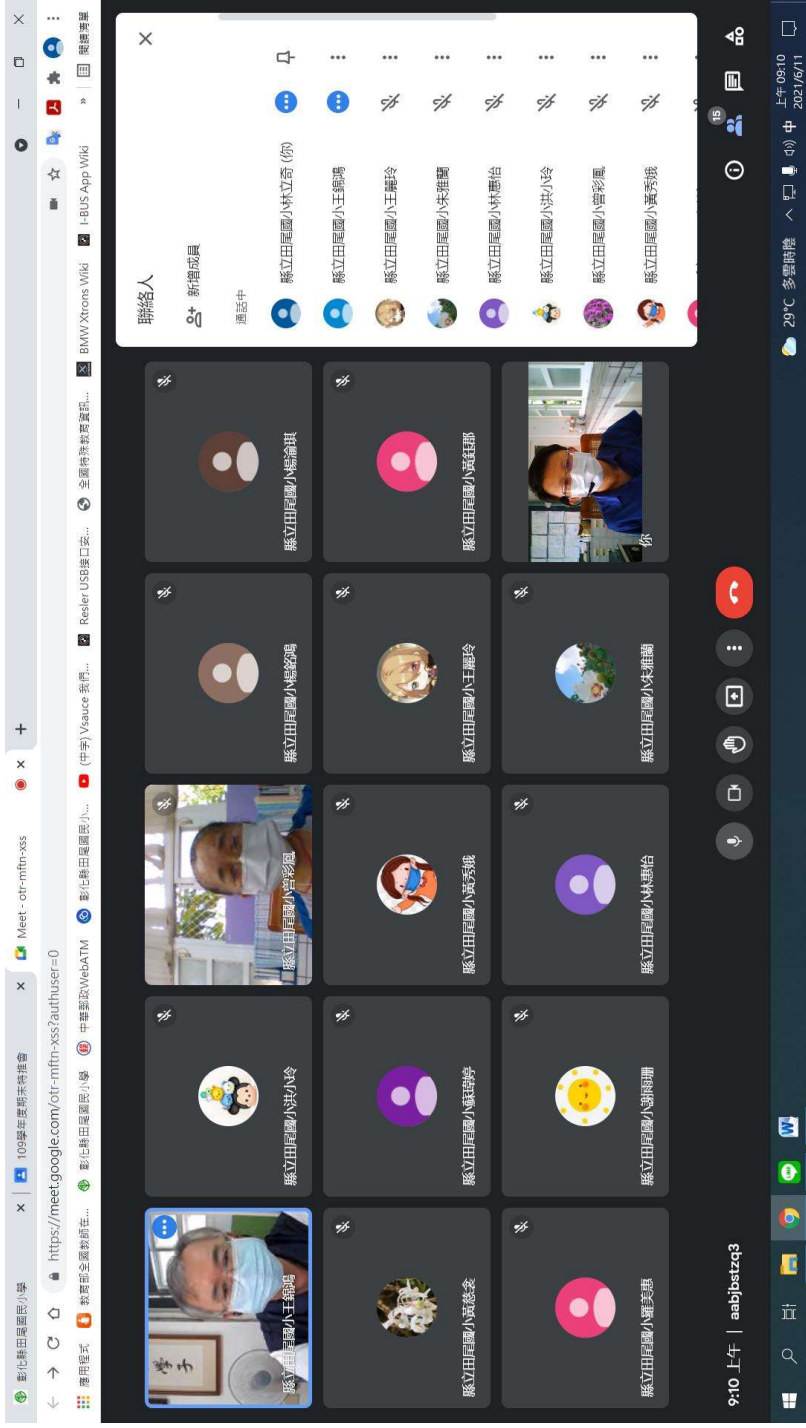 彰化縣田尾國民小學
109學年度期末特推會
Meet - otr-mftn-xss
https://meet.google.com/otr-mftn-xss?authuser=0
應用程式
教育部全國教師在...
彰化縣田尾國民小學
中華郵政WebATM
彰化縣田尾國民小...
(中字) Vsauce 我們...
Resler USB接口安...
全國特殊教育資訊...
BMW Xtrons Wiki
I-BUS App Wiki
»
閱讀清單
縣立田尾國小王錦鴻
縣立田尾國小洪小玲
縣立田尾國小曾彩鳳
縣立田尾國小楊銘鴻
縣立田尾國小楊渝琪
縣立田尾國小黃慈衾
縣立田尾國小蘇瑋婷
縣立田尾國小黃秀娥
縣立田尾國小王麗玲
縣立田尾國小黃鈺郡
縣立田尾國小羅美惠
縣立田尾國小謝雨珊
縣立田尾國小林惠怡
縣立田尾國小朱雅蘭
你
聯絡人
新增成員
通話中
縣立田尾國小林立奇 (你)
縣立田尾國小王錦鴻
縣立田尾國小王麗玲
縣立田尾國小朱雅蘭
縣立田尾國小林惠怡
縣立田尾國小洪小玲
縣立田尾國小曾彩鳳
縣立田尾國小黃秀娥
9:10 上午 | aabjbstzq3
15
29°C 多雲時陰
中
上午 09:10
2021/6/11